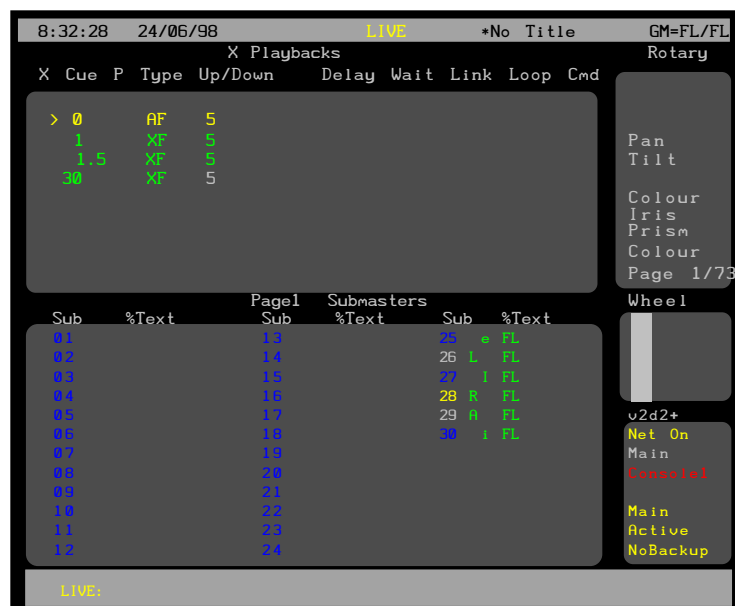 8:32:28 24/06/98 LIVE *No Title GM=FL/FL
X Playbacks Rotary
X Cue P Type Up/Down Delay Wait Link Loop Cmd
> 0 AF 5
1 XF 5
1.5 XF 5
30 XF 5
Pan
Tilt
Colour
Iris
Prism
Colour
Page 1/73
Page1 Submasters
Sub %Text Sub %Text Sub %Text
01 13 25 e FL
02 14 26 L FL
03 15 27 I FL
04 16 28 R FL
05 17 29 A FL
06 18 30 i FL
07 19
08 20
09 21
10 22
11 23
12 24
Wheel
v2d2+
Net On
Main
Main
Active
NoBackup
LIVE: